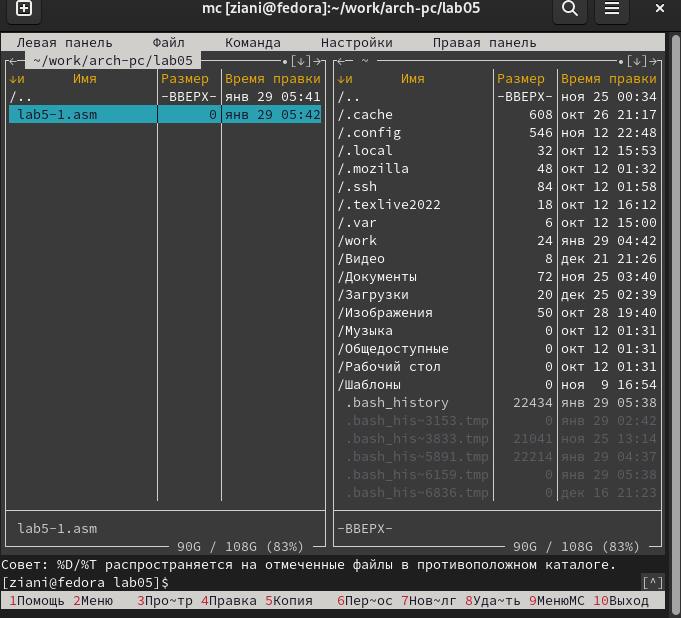 mc [ziani@fedora]:~/work/arch-pc/lab05
Левая панель Файл Команда Настройки Правая панель
~/work/arch-pc/lab05 [↓]
↓и Имя Размер Время правки
/.. -ВВЕРХ- янв 29 05:41
lab5-1.asm 0 янв 29 05:42
lab5-1.asm
90G / 108G (83%)
~ [↓]
↓и Имя Размер Время правки
/.. -ВВЕРХ- ноя 25 00:34
/.cache 608 окт 26 21:17
/.config 546 ноя 12 22:48
/.local 32 окт 12 15:53
/.mozilla 48 окт 12 01:32
/.ssh 84 окт 12 01:58
/.texlive2022 18 окт 12 16:12
/.var 6 окт 12 15:00
/work 24 янв 29 04:42
/Видео 8 дек 21 21:26
/Документы 72 ноя 25 03:40
/Загрузки 20 дек 25 02:39
/Изображения 50 окт 28 19:40
/Музыка 0 окт 12 01:31
/Общедоступные 0 окт 12 01:31
/Рабочий стол 0 окт 12 01:31
/Шаблоны 0 ноя 9 16:54
.bash_history 22434 янв 29 05:38
.bash_his~3153.tmp 0 янв 29 02:42
.bash_his~3833.tmp 21041 ноя 25 13:14
.bash_his~5891.tmp 22214 янв 29 04:37
.bash_his~6159.tmp 0 янв 29 05:38
.bash_his~6836.tmp 0 дек 16 21:23
-ВВЕРХ-
90G / 108G (83%)
Совет: %D/%T распространяется на отмеченные файлы в противоположном каталоге.
[ziani@fedora lab05]$ [^]
1Помощь 2Меню 3Про~тр 4Правка 5Копия 6Пер~ос 7Нов~лг 8Уда~ть 9МенюMC 10Выход